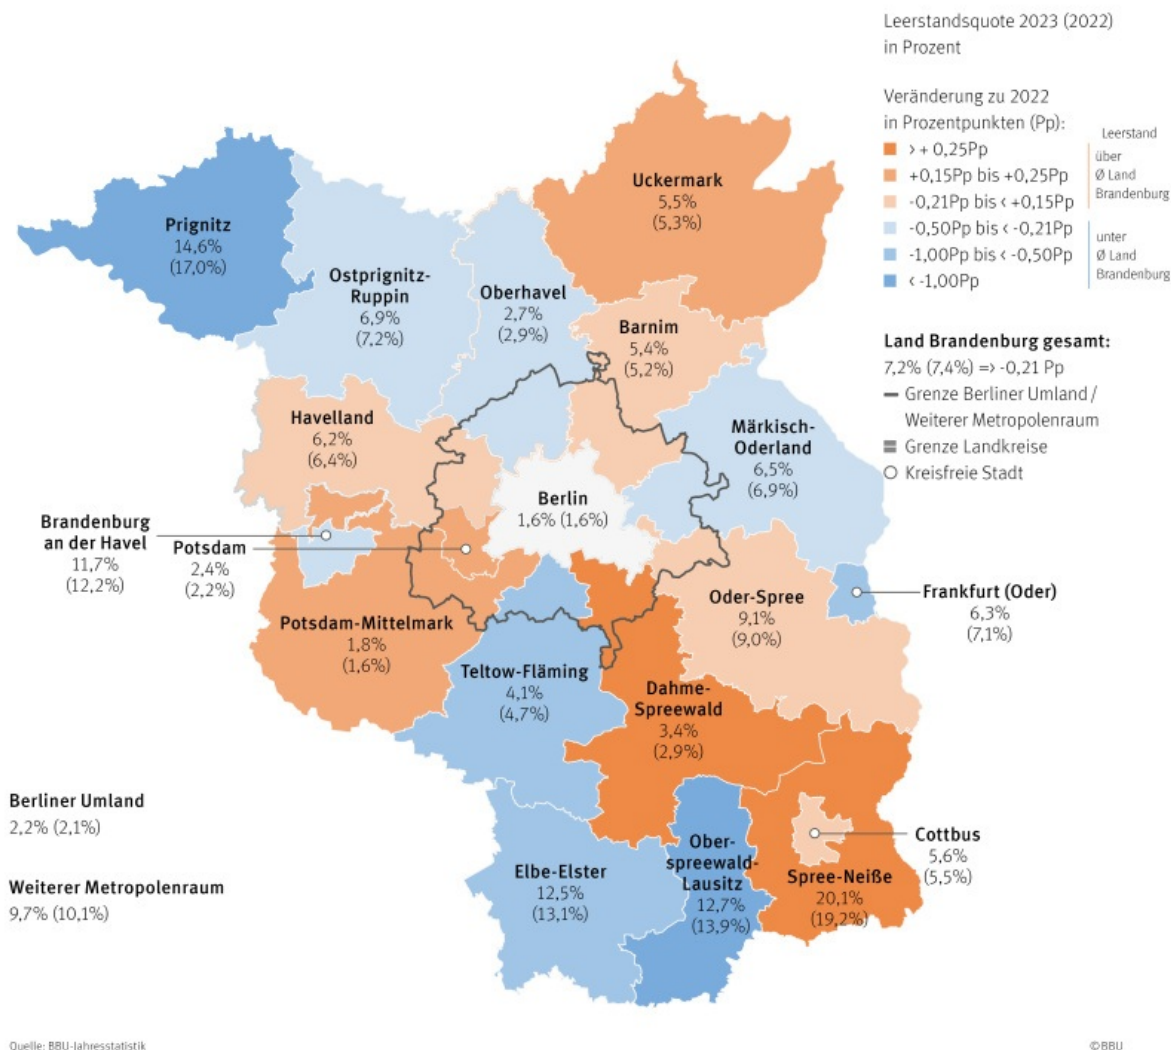 Leerstandsquote 2023 (2022)
in Prozent
Veränderung zu 2022
in Prozentpunkten (Pp):
Leerstand
> + 0,25Pp
+0,15Pp bis +0,25Pp
-0,21Pp bis < +0,15Pp
über
Ø Land
Brandenburg
-0,50Pp bis < -0,21Pp
-1,00Pp bis < -0,50Pp
< -1,00Pp
unter
Ø Land
Brandenburg
Land Brandenburg gesamt:
7,2% (7,4%) => -0,21 Pp
Grenze Berliner Umland /
Weiterer Metropolenraum
Grenze Landkreise
Kreisfreie Stadt
Prignitz
14,6%
(17,0%)
Ostprignitz-
Ruppin
6,9%
(7,2%)
Oberhavel
2,7%
(2,9%)
Uckermark
5,5%
(5,3%)
Barnim
5,4%
(5,2%)
Havelland
6,2%
(6,4%)
Märkisch-
Oderland
6,5%
(6,9%)
Berlin
1,6% (1,6%)
Brandenburg
an der Havel
11,7%
(12,2%)
Potsdam
2,4%
(2,2%)
Potsdam-Mittelmark
1,8%
(1,6%)
Teltow-Fläming
4,1%
(4,7%)
Oder-Spree
9,1%
(9,0%)
Frankfurt (Oder)
6,3%
(7,1%)
Dahme-
Spreewald
3,4%
(2,9%)
Berliner Umland
2,2% (2,1%)
Weiterer Metropolenraum
9,7% (10,1%)
Elbe-Elster
12,5%
(13,1%)
Ober-
spreewald-
Lausitz
12,7%
(13,9%)
Spree-Neiße
20,1%
(19,2%)
Cottbus
5,6%
(5,5%)
Quelle: BBU-Jahresstatistik
©BBU